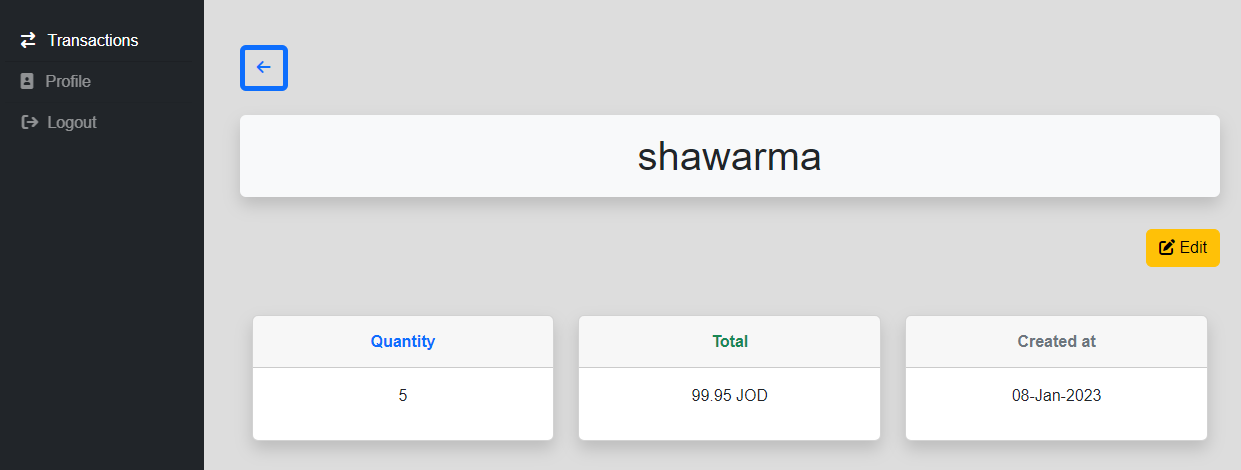 Transactions
Profile
Logout
shawarma
Edit
Quantity
5
Total
99.95 JOD
Created at
08-Jan-2023